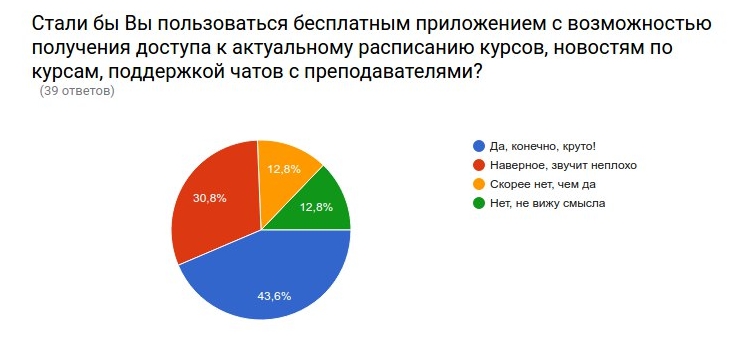 Стали бы Вы пользоваться бесплатным приложением с возможностью
получения доступа к актуальному расписанию курсов, новостям по
курсам, поддержкой чатов с преподавателями?
(39 ответов)
Да, конечно, круто!
Наверное, звучит неплохо
Скорее нет, чем да
Нет, не вижу смысла
12,8%
30,8%
12,8%
43,6%